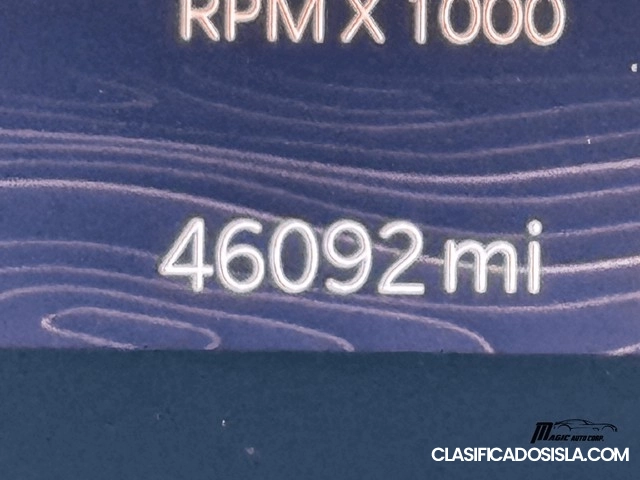 RPM X 1000
46092 mi
MAGIC AUTO CORP.
CLASIFICADOSISLA.COM